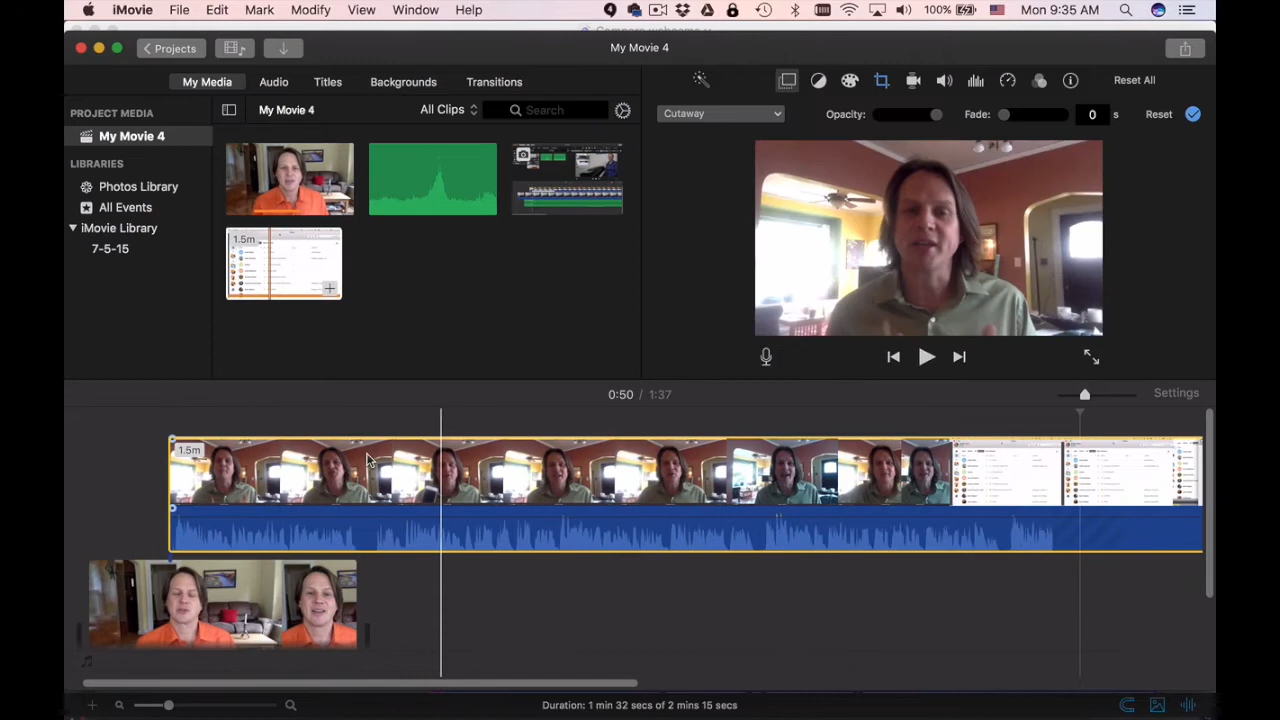 iMovie File Edit Mark Modify View Window Help 100% Mon 9:35 AM
Projects My Movie 4
My Media Audio Titles Backgrounds Transitions Reset All
PROJECT MEDIA My Movie 4 All Clips Search Cutaway Opacity: Fade: 0 s Reset
My Movie 4
LIBRARIES
Photos Library
All Events
iMovie Library
7-5-15
1.5m
0:50 / 1:37 Settings
1.5m
Duration: 1 min 32 secs of 2 mins 15 secs